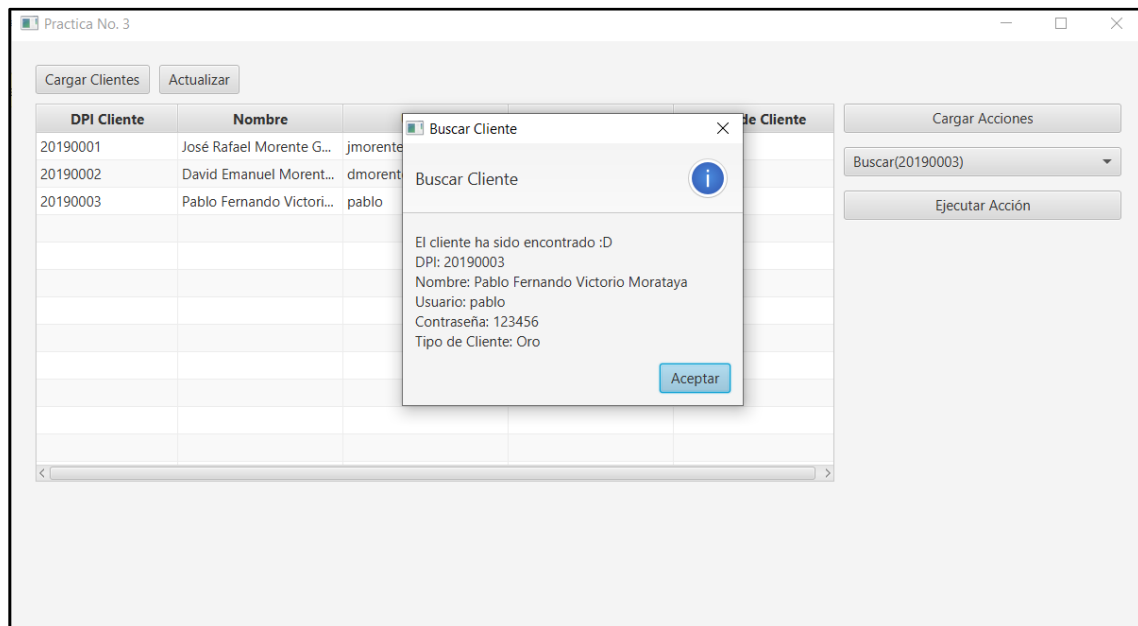 Practica No. 3
Cargar Clientes Actualizar
DPI Cliente Nombre de Cliente
20190001 José Rafael Morente G... jmorente
20190002 David Emanuel Morent... dmorent
20190003 Pablo Fernando Victori... pablo
Buscar Cliente
Buscar Cliente
El cliente ha sido encontrado :D
DPI: 20190003
Nombre: Pablo Fernando Victorio Morataya
Usuario: pablo
Contraseña: 123456
Tipo de Cliente: Oro
Aceptar
Cargar Acciones
Buscar(20190003)
Ejecutar Acción